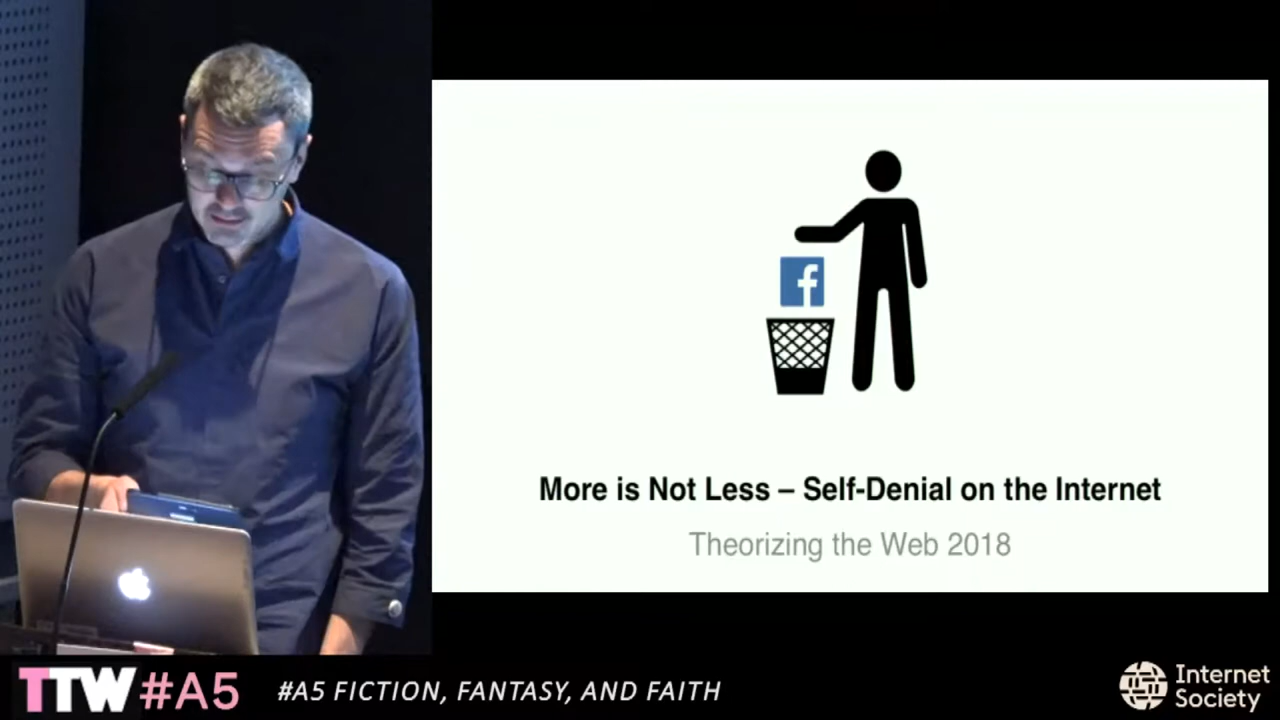 More is Not Less – Self-Denial on the Internet
Theorizing the Web 2018
TTW#A5
#A5 FICTION, FANTASY, AND FAITH
Internet
Society